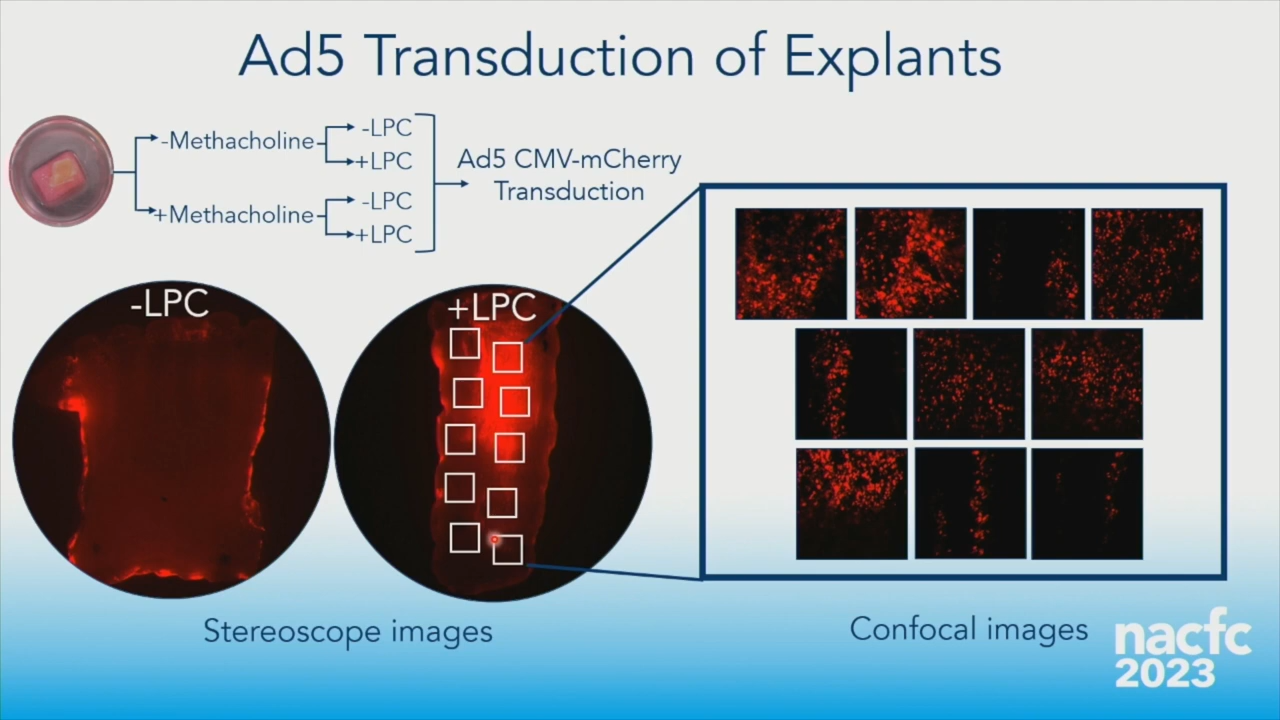 Ad5 Transduction of Explants
-Methacholine
-LPC
+LPC
+Methacholine
-LPC
+LPC
Ad5 CMV-mCherry
Transduction
-LPC
+LPC
Stereoscope images
Confocal images
nacfc
2023